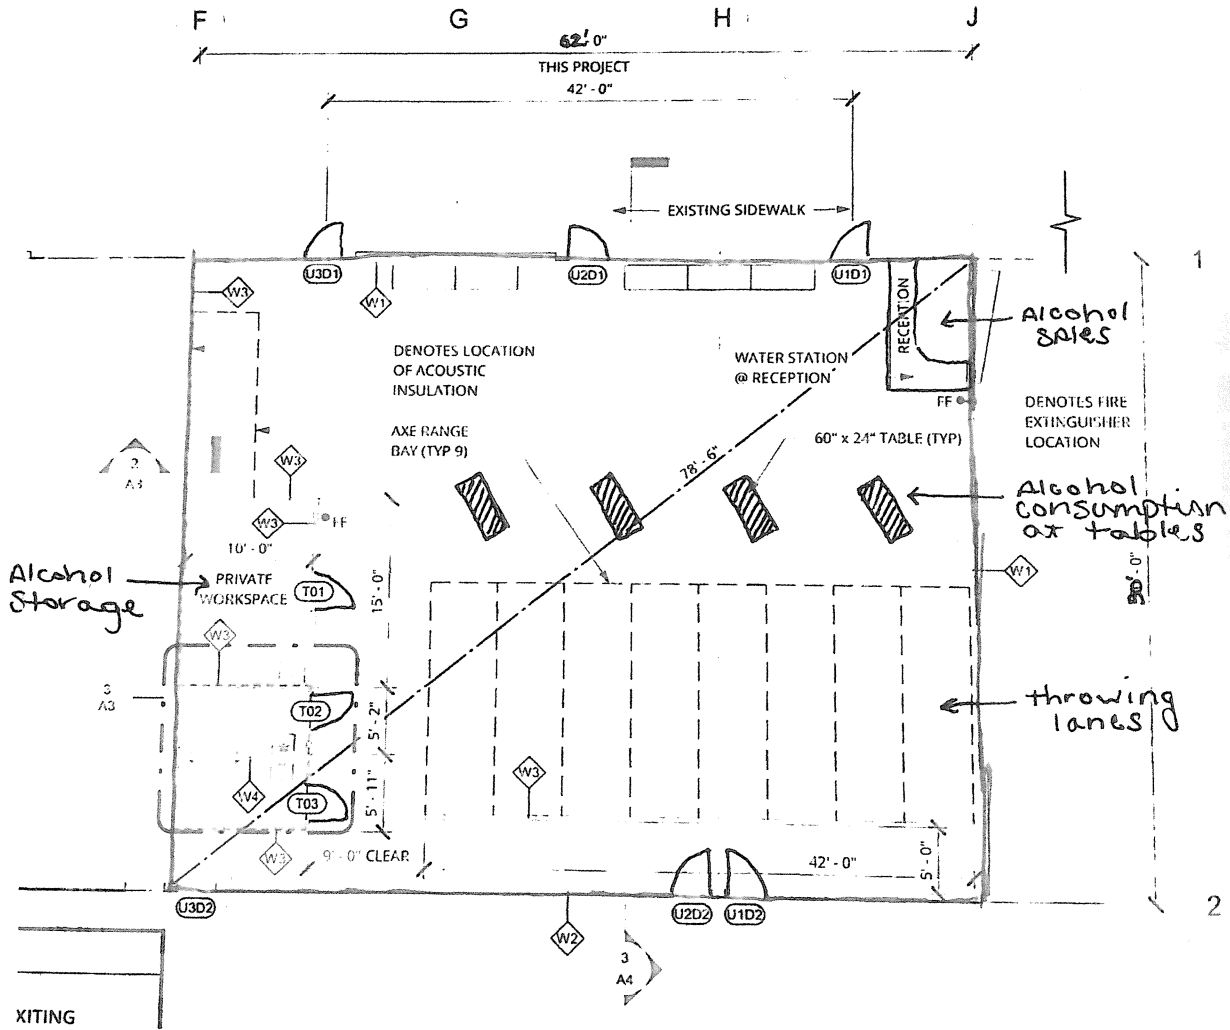 F G H J
62' 0"
THIS PROJECT
42' - 0"
EXISTING SIDEWALK
U3D1 U2D1 U1D1
1
W3
W1
RECEPTION
Alcohol
sales
DENOTES LOCATION
OF ACOUSTIC
INSULATION
WATER STATION
@ RECEPTION
FE
DENOTES FIRE
EXTINGUISHER
LOCATION
AXE RANGE
BAY (TYP 9)
60" x 24" TABLE (TYP)
78' - 6"
2
A3
W3
W3
FE
Alcohol
consumption
at tables
10' - 0"
Alcohol
storage
PRIVATE
WORKSPACE
T01
15' - 0"
W1
W3
3
A3
T02
5' - 2"
throwing
lanes
W3
W4
T03
5' - 11"
W3
9' - 0" CLEAR
42' - 0"
5' - 0"
U3D2
U2D2 U1D2
2
W2
3
A4
XITING